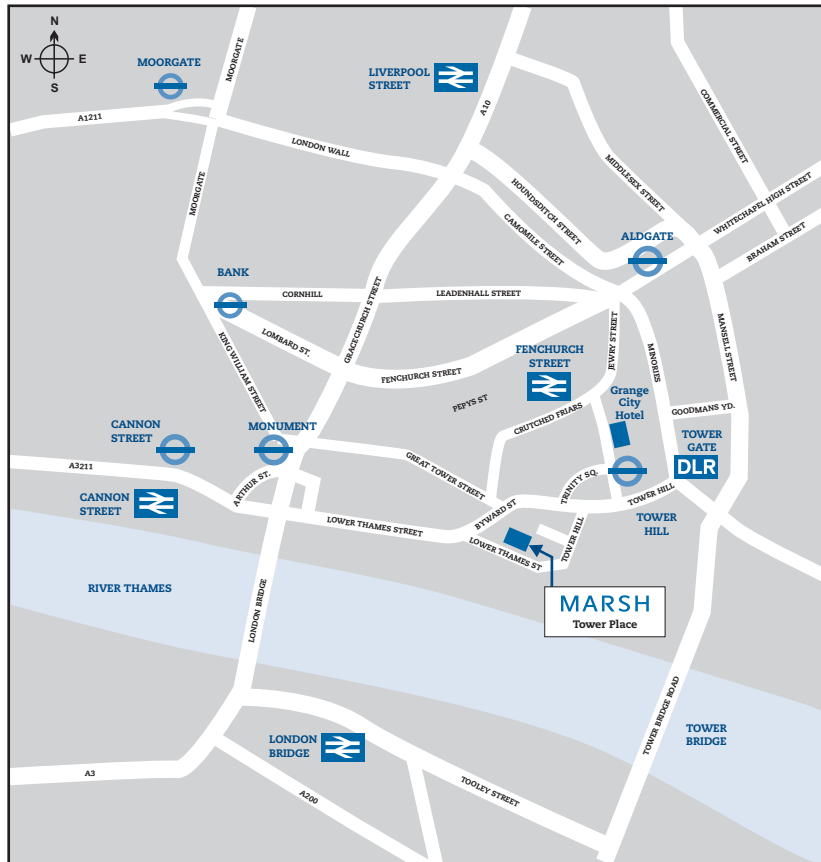 N
W
E
S
MOORGATE
MOORGATE
LIVERPOOL
STREET
A10
A1211
LONDON WALL
COMMERCIAL STREET
MIDDLESEX STREET
HOUNDSDITCH STREET
CAMOMILE STREET
WHITECHAPEL HIGH STREET
BRAHAM STREET
MOORGATE
ALDGATE
BANK
CORNHILL
LEADENHALL STREET
GRACECHURCH STREET
LOMBARD ST.
KING WILLIAM STREET
FENCHURCH STREET
FENCHURCH
STREET
JEWRY STREET
MINORIES
MANSELL STREET
PEPYS ST
CRUTCHED FRIARS
Grange
City
Hotel
GOODMANS YD.
CANNON
STREET
MONUMENT
TOWER
GATE
DLR
A3211
GREAT TOWER STREET
TRINITY SQ.
ARTHUR ST.
CANNON
STREET
BYWARD ST
TOWER HILL
TOWER
HILL
LOWER THAMES STREET
LOWER THAMES ST
TOWER HILL
RIVER THAMES
LONDON BRIDGE
MARSH
Tower Place
TOWER BRIDGE ROAD
TOWER
BRIDGE
LONDON
BRIDGE
A3
A200
TOOLEY STREET